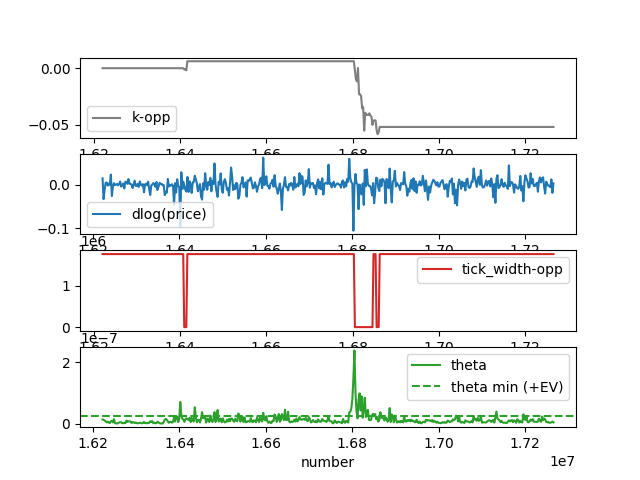 0.00
−0.05
k-opp
1.62 1.64 1.66 1.68 1.70 1.72
0.0
−0.1
dlog(price)
1e6
1
0
tick_width-opp
1e−7
2
0
theta
theta min (+EV)
1.62 1.64 1.66 1.68 1.70 1.72
number
1e7